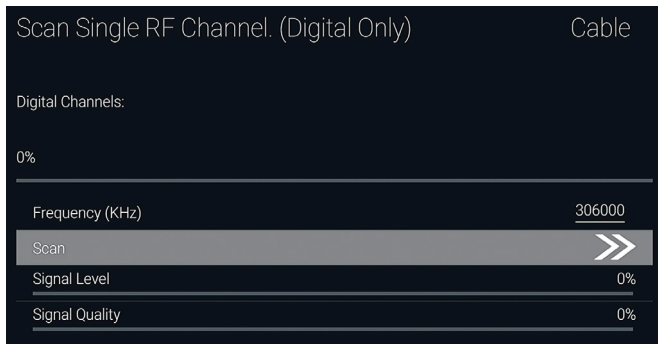 Scan Single RF Channel. (Digital Only) Cable
Digital Channels:
0%
Frequency (KHz) 306000
Scan
Signal Level 0%
Signal Quality 0%